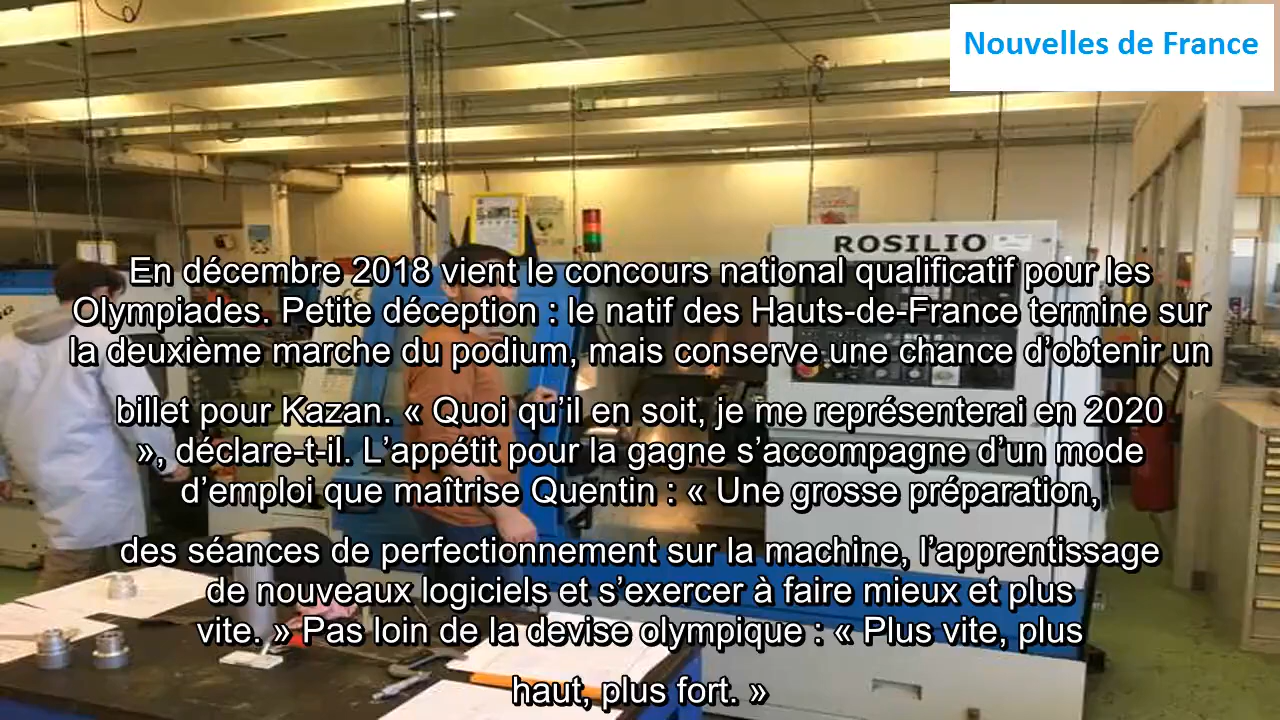 Nouvelles de France
ROSILIO
En décembre 2018 vient le concours national qualificatif pour les
Olympiades. Petite déception : le natif des Hauts-de-France termine sur
la deuxième marche du podium, mais conserve une chance d’obtenir un
billet pour Kazan. « Quoi qu’il en soit, je me représenterai en 2020
», déclare-t-il. L’appétit pour la gagne s’accompagne d’un mode
d’emploi que maîtrise Quentin : « Une grosse préparation,
des séances de perfectionnement sur la machine, l’apprentissage
de nouveaux logiciels et s’exercer à faire mieux et plus
vite. » Pas loin de la devise olympique : « Plus vite, plus
haut, plus fort. »